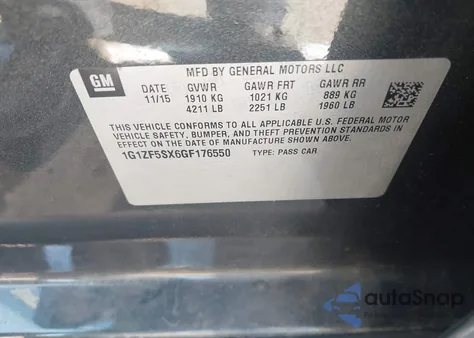 GM
MFD BY GENERAL MOTORS LLC
DATE GVWR GAWR FRT GAWR RR
11/15 1910 KG 1021 KG 889 KG
4211 LB 2251 LB 1960 LB
THIS VEHICLE CONFORMS TO ALL APPLICABLE U.S. FEDERAL MOTOR
VEHICLE SAFETY, BUMPER, AND THEFT PREVENTION STANDARDS IN
EFFECT ON THE DATE OF MANUFACTURE SHOWN ABOVE.
1G1ZF5SX6GF176550 TYPE: PASS CAR
autoSnap